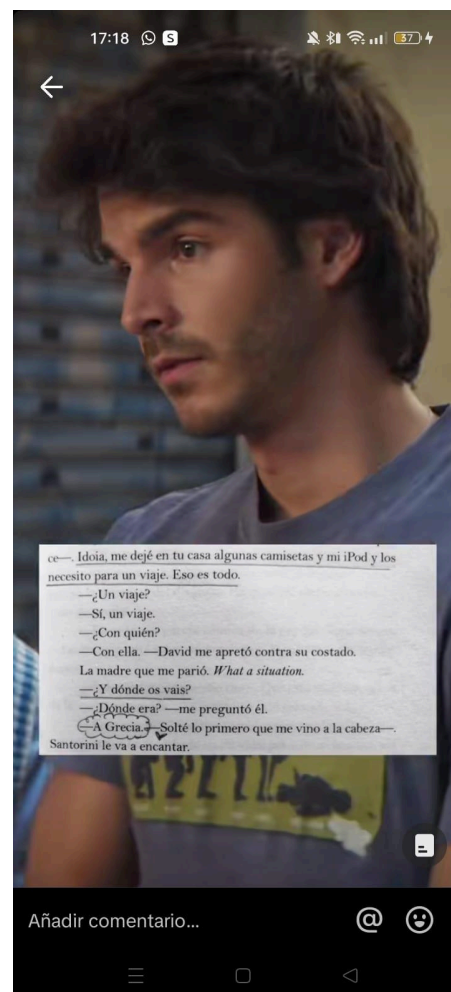 17:18
S
37
ce—. Idoia, me dejé en tu casa algunas camisetas y mi iPod y los
necesito para un viaje. Eso es todo.
—¿Un viaje?
—Sí, un viaje.
—¿Con quién?
—Con ella. —David me apretó contra su costado.
La madre que me parió. What a situation.
—¿Y dónde os vais?
—¿Dónde era? —me preguntó él.
—A Grecia. —Solté lo primero que me vino a la cabeza—.
Santorini le va a encantar.
Añadir comentario...
@